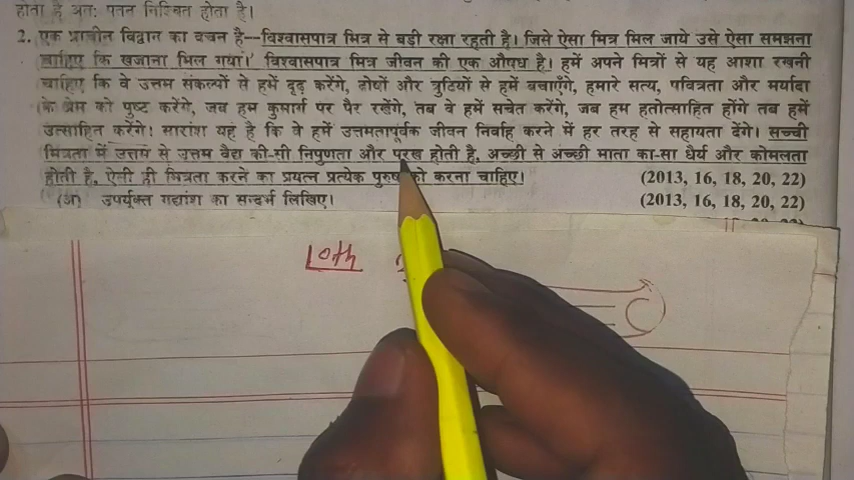 होता है अतः पतन निश्चित होता है।
2. एक प्राचीन विद्वान का वचन है--विश्वासपात्र मित्र से बड़ी रक्षा रहती है। जिसे ऐसा मित्र मिल जाये उसे ऐसा समझना
चाहिए कि खजाना मिल गया।' विश्वासपात्र मित्र जीवन की एक औषध है। हमें अपने मित्रों से यह आशा रखनी
चाहिए कि वे उत्तम संकल्पों से हमें दृढ़ करेंगे, दोषों और त्रुटियों से हमें बचाएँगे, हमारे सत्य, पवित्रता और मर्यादा
के प्रेम को पुष्ट करेंगे, जब हम कुमार्ग पर पैर रखेंगे, तब वे हमें सचेत करेंगे, जब हम हतोत्साहित होंगे तब हमें
उत्साहित करेंगे। सारांश यह है कि वे हमें उत्तमतापूर्वक जीवन निर्वाह करने में हर तरह से सहायता देंगे। सच्ची
मित्रता में उत्तम से उत्तम वैद्य की-सी निपुणता और परख होती है, अच्छी से अच्छी माता का-सा धैर्य और कोमलता
होती है, ऐसी ही मित्रता करने का प्रयत्न प्रत्येक पुरुष को करना चाहिए। (2013, 16, 18, 20, 22)
(अ) उपर्युक्त गद्यांश का सन्दर्भ लिखिए। (2013, 16, 18, 20, 22)
10th